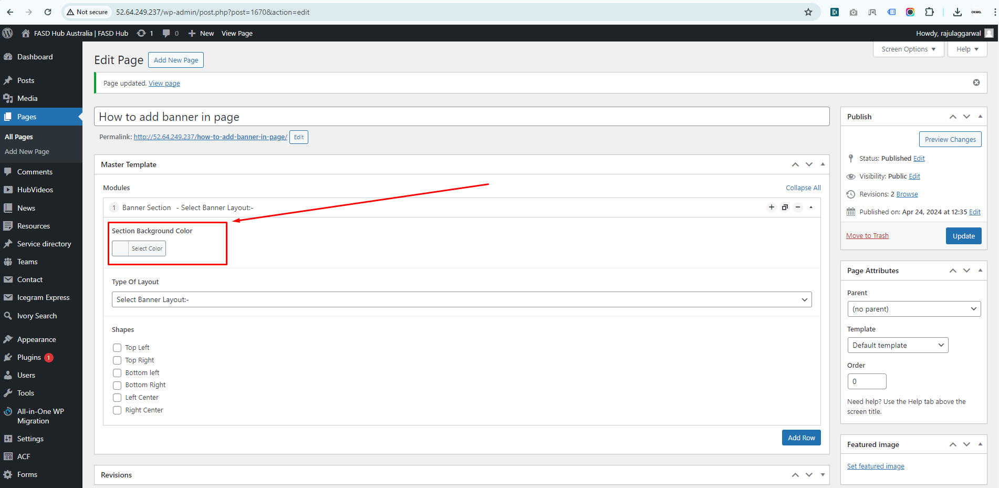 Not secure 52.64.249.237/wp-admin/post.php?post=1670&action=edit
OKMG.
FASD Hub Australia | FASD Hub 1 0 New View Page Howdy, rajulaggarwal
Screen Options Help
Dashboard
Posts
Media
Pages
All Pages
Add New Page
Comments
HubVideos
News
Resources
Service directory
Teams
Contact
Icegram Express
Ivory Search
Appearance
Plugins 1
Users
Tools
All-in-One WP
Migration
Settings
ACF
Forms
Edit Page Add New Page
Page updated. View page
How to add banner in page
Permalink: http://52.64.249.237/how-to-add-banner-in-page/ Edit
Master Template
Modules Collapse All
1 Banner Section - Select Banner Layout:-
Section Background Color
Select Color
Type Of Layout
Select Banner Layout:-
Shapes
Top Left
Top Right
Bottom left
Bottom Right
Left Center
Right Center
Add Row
Revisions
Publish
Preview Changes
Status: Published Edit
Visibility: Public Edit
Revisions: 2 Browse
Published on: Apr 24, 2024 at 12:35 Edit
Move to Trash Update
Page Attributes
Parent
(no parent)
Template
Default template
Order
0
Need help? Use the Help tab above the
screen title.
Featured image
Set featured image